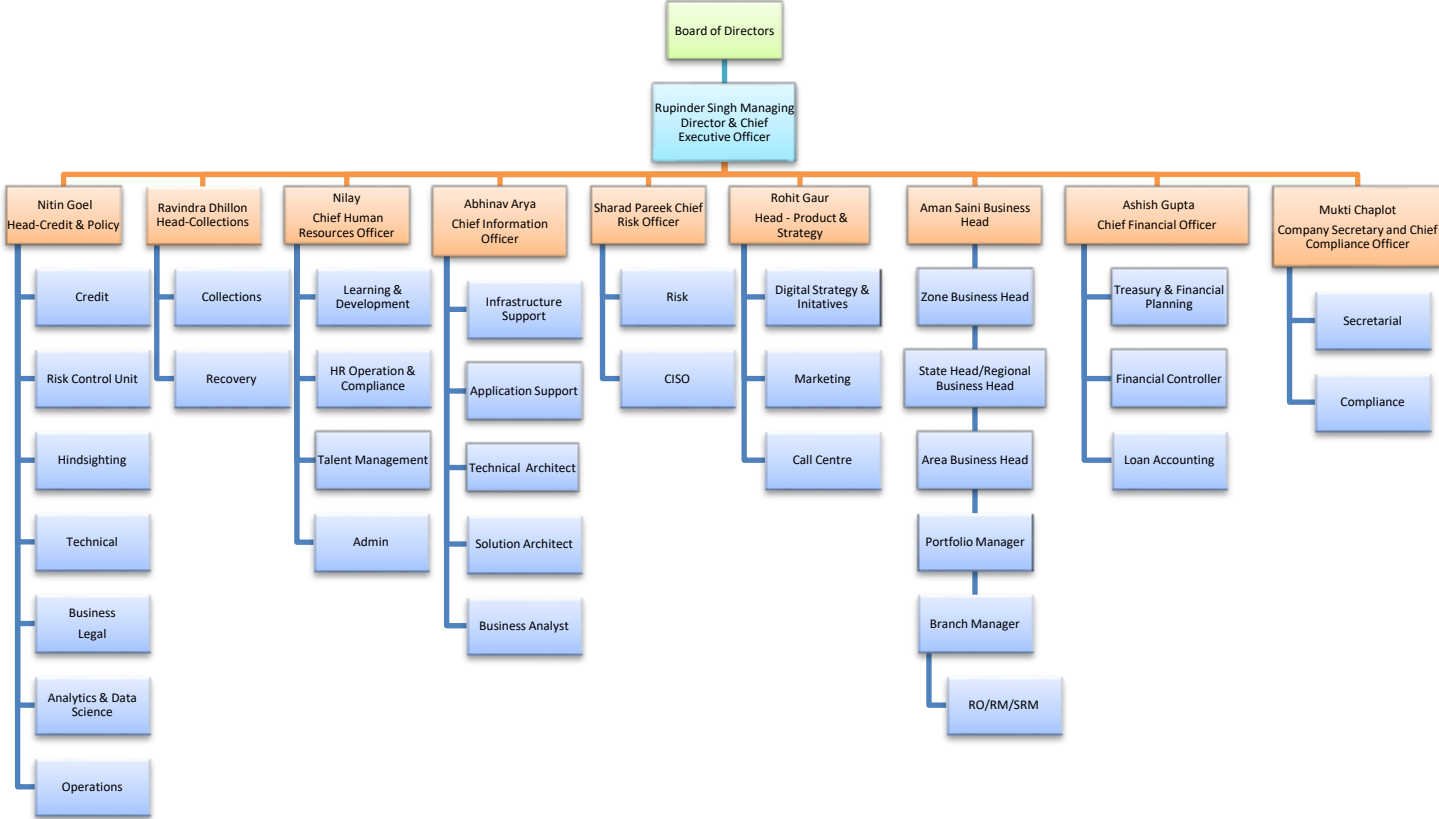 Board of Directors
Rupinder Singh Managing
Director & Chief
Executive Officer
Nitin Goel
Head-Credit & Policy
Credit
Risk Control Unit
Hindsighting
Technical
Business
Legal
Analytics & Data
Science
Operations
Ravindra Dhillon
Head-Collections
Collections
Recovery
Nilay
Chief Human
Resources Officer
Learning &
Development
HR Operation &
Compliance
Talent Management
Admin
Abhinav Arya
Chief Information
Officer
Infrastructure
Support
Application Support
Technical Architect
Solution Architect
Business Analyst
Sharad Pareek Chief
Risk Officer
Risk
CISO
Rohit Gaur
Head - Product &
Strategy
Digital Strategy &
Initatives
Marketing
Call Centre
Aman Saini Business
Head
Zone Business Head
State Head/Regional
Business Head
Area Business Head
Portfolio Manager
Branch Manager
RO/RM/SRM
Ashish Gupta
Chief Financial Officer
Treasury & Financial
Planning
Financial Controller
Loan Accounting
Mukti Chaplot
Company Secretary and Chief
Compliance Officer
Secretarial
Compliance